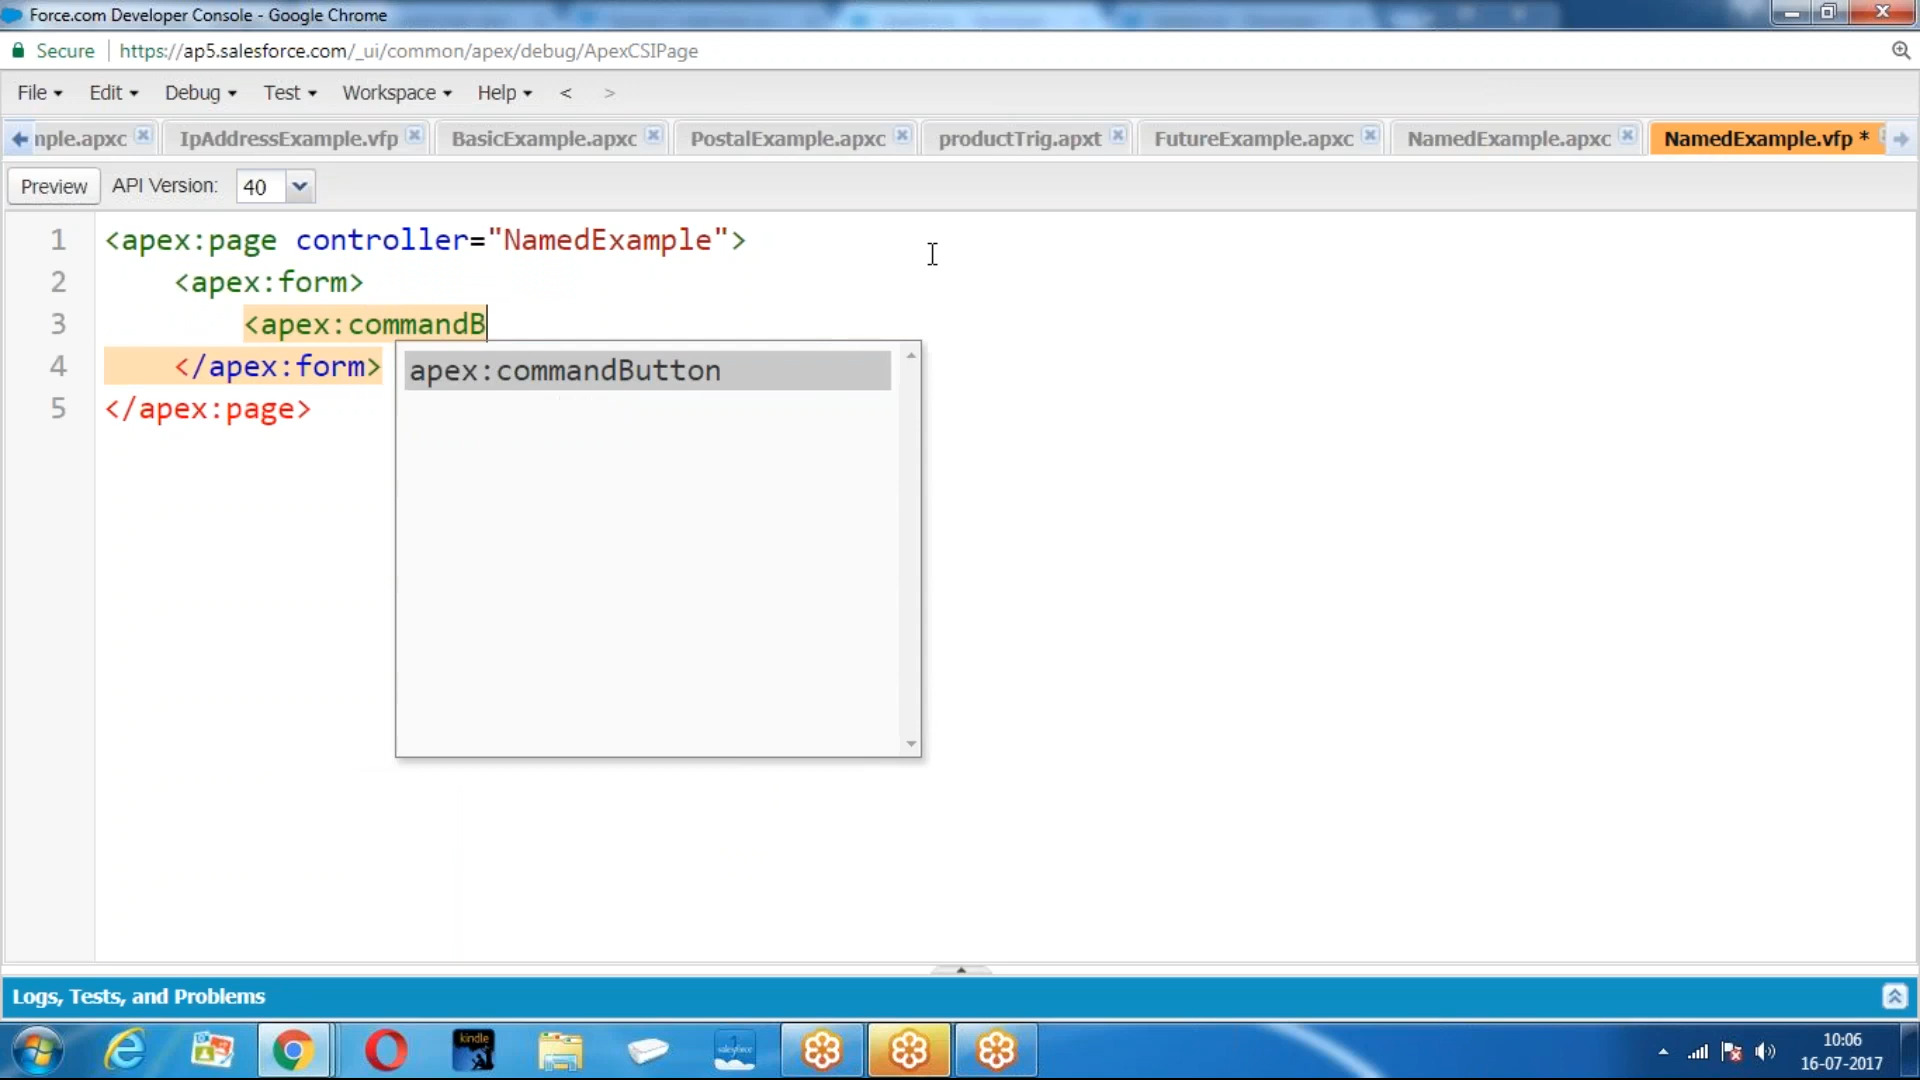 Force.com Developer Console - Google Chrome
Secure https://ap5.salesforce.com/_ui/common/apex/debug/ApexCSIPage
File Edit Debug Test Workspace Help < >
nple.apxc IpAddressExample.vfp BasicExample.apxc PostalExample.apxc productTrig.apxt FutureExample.apxc NamedExample.apxc NamedExample.vfp *
Preview API Version: 40
1 <apex:page controller="NamedExample">
2 <apex:form>
3 <apex:commandB
4 </apex:form>
apex:commandButton
5 </apex:page>
Logs, Tests, and Problems
kindle
salesforce
10:06
16-07-2017